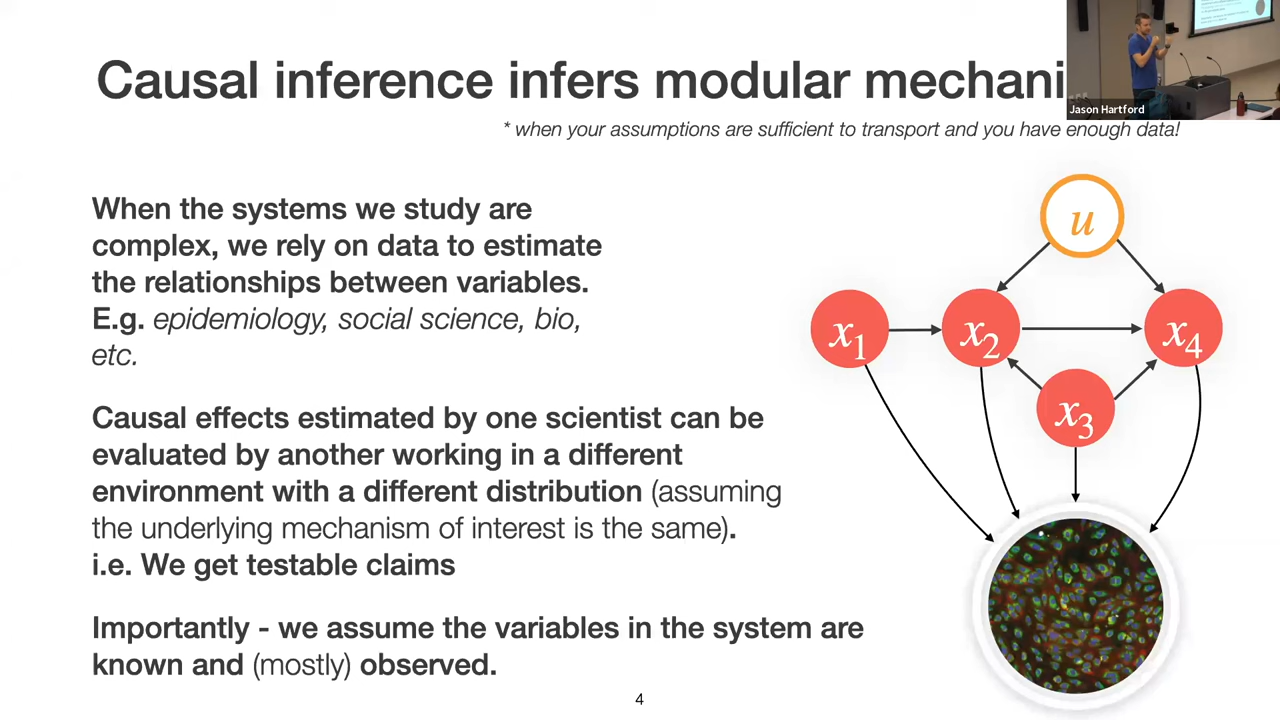 Causal inference infers modular mechani
Jason Hartford
* when your assumptions are sufficient to transport and you have enough data!
When the systems we study are
complex, we rely on data to estimate
the relationships between variables.
E.g. epidemiology, social science, bio,
etc.
Causal effects estimated by one scientist can be
evaluated by another working in a different
environment with a different distribution (assuming
the underlying mechanism of interest is the same).
i.e. We get testable claims
Importantly - we assume the variables in the system are
known and (mostly) observed.
u
x1
x2
x4
x3
4